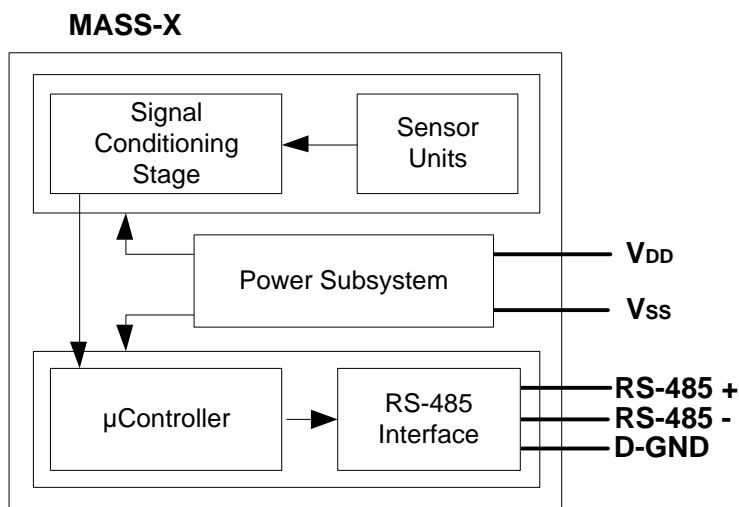 MASS-X
Signal
Conditioning
Stage
Sensor
Units
Power Subsystem
VDD
VSS
µController
RS-485
Interface
RS-485 +
RS-485 -
D-GND